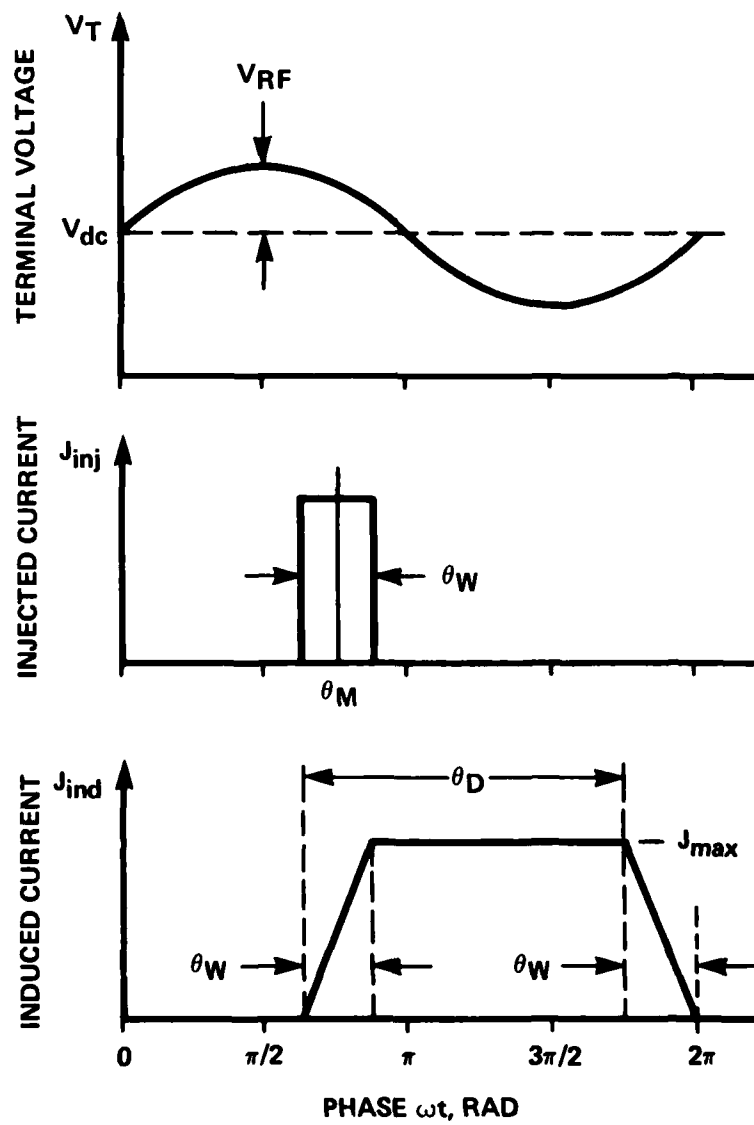 V_T
TERMINAL VOLTAGE
V_RF
V_dc
J_inj
INJECTED CURRENT
θ_W
θ_M
J_ind
INDUCED CURRENT
θ_D
J_max
θ_W
θ_W
0 π/2 π 3π/2 2π
PHASE ωt, RAD